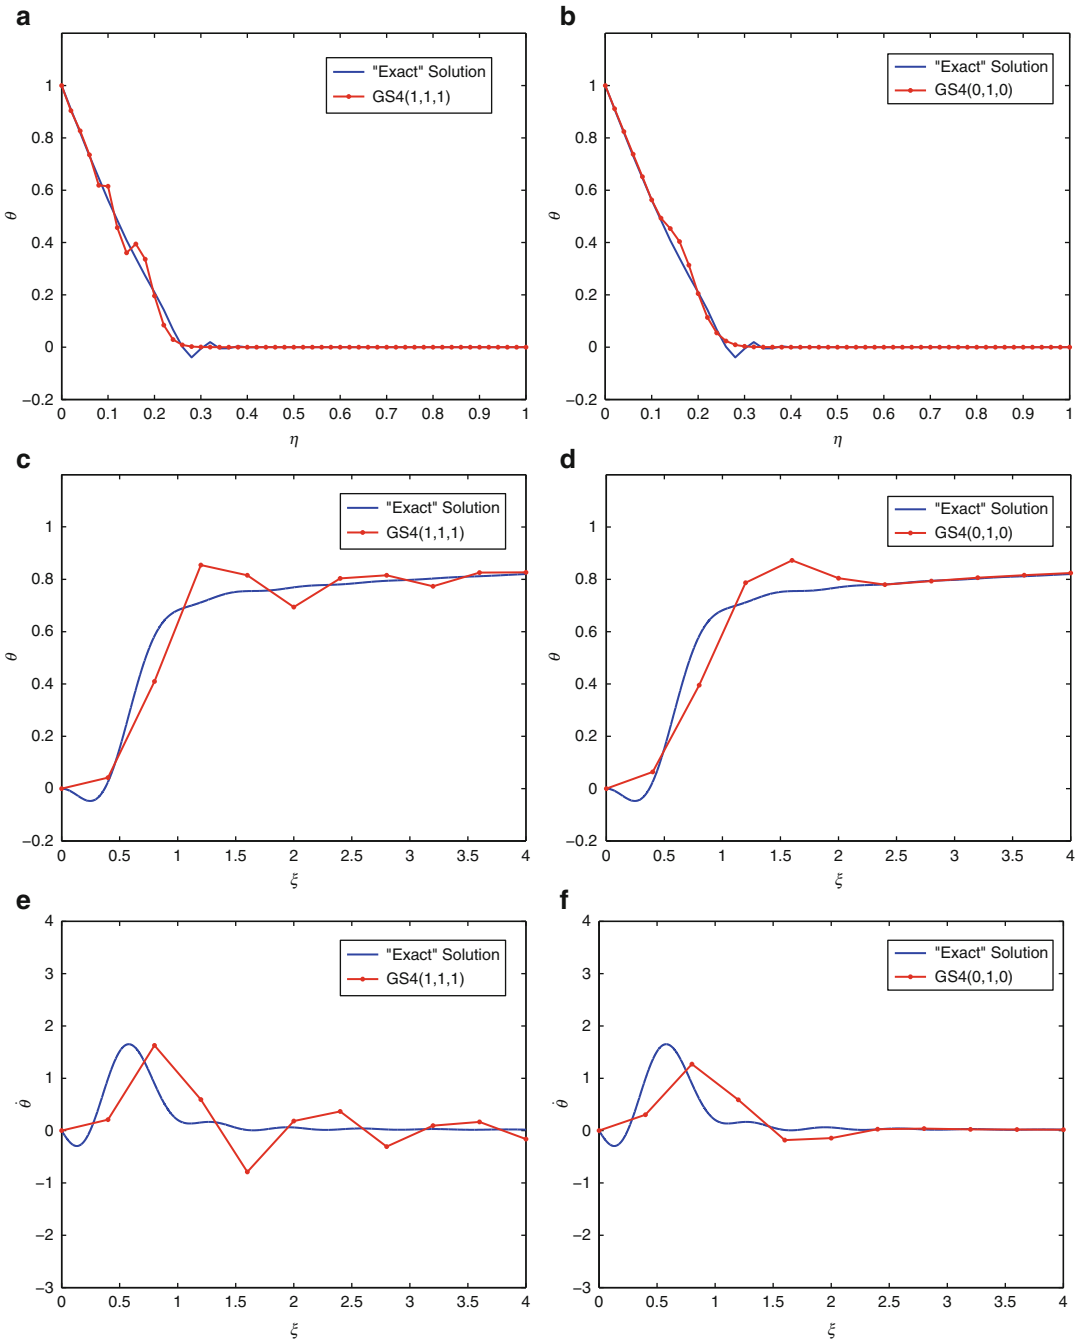 a
"Exact" Solution
GS4(1,1,1)
1
0.8
0.6
0.4
0.2
0
−0.2
θ
0 0.1 0.2 0.3 0.4 0.5 0.6 0.7 0.8 0.9 1
η
b
"Exact" Solution
GS4(0,1,0)
1
0.8
0.6
0.4
0.2
0
−0.2
θ
0 0.1 0.2 0.3 0.4 0.5 0.6 0.7 0.8 0.9 1
η
c
"Exact" Solution
GS4(1,1,1)
1
0.8
0.6
0.4
0.2
0
−0.2
θ
0 0.5 1 1.5 2 2.5 3 3.5 4
ξ
d
"Exact" Solution
GS4(0,1,0)
1
0.8
0.6
0.4
0.2
0
−0.2
θ
0 0.5 1 1.5 2 2.5 3 3.5 4
ξ
e
"Exact" Solution
GS4(1,1,1)
4
3
2
1
0
−1
−2
−3
θ̇
0 0.5 1 1.5 2 2.5 3 3.5 4
ξ
f
"Exact" Solution
GS4(0,1,0)
4
3
2
1
0
−1
−2
−3
θ̇
0 0.5 1 1.5 2 2.5 3 3.5 4
ξ